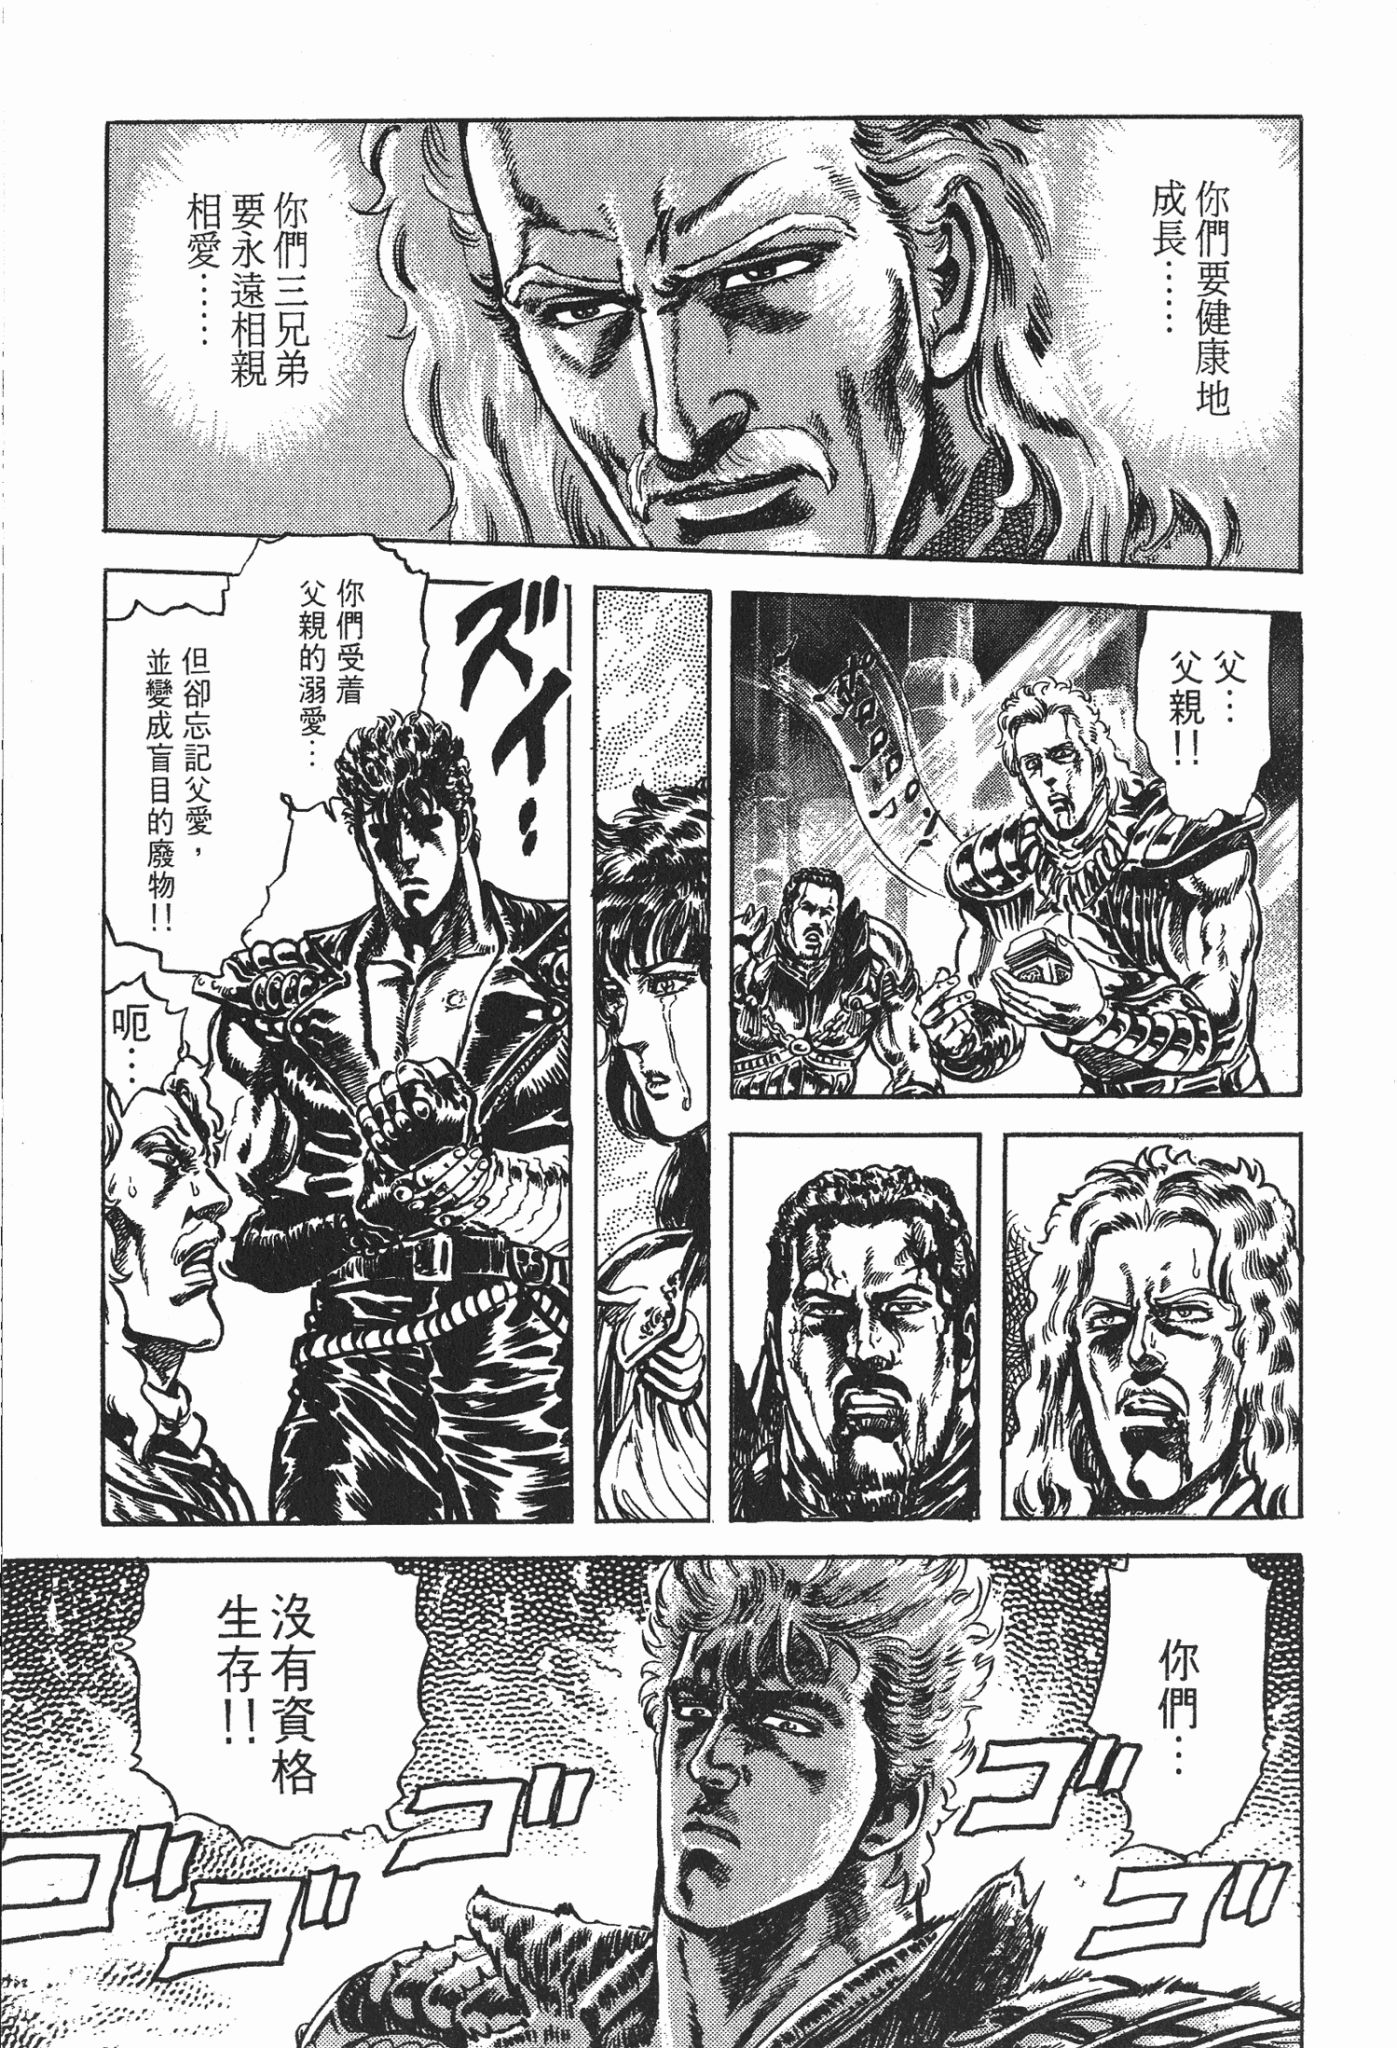 你們要健康地
成長……
你們三兄弟
要永遠相親
相愛……
父…
父親!!
ズイ…
你們受着
父親的溺愛…
但卻忘記父愛，
並變成盲目的廢物!!
呃…
你們…
沒有資格
生存!!
ゴゴゴゴゴ